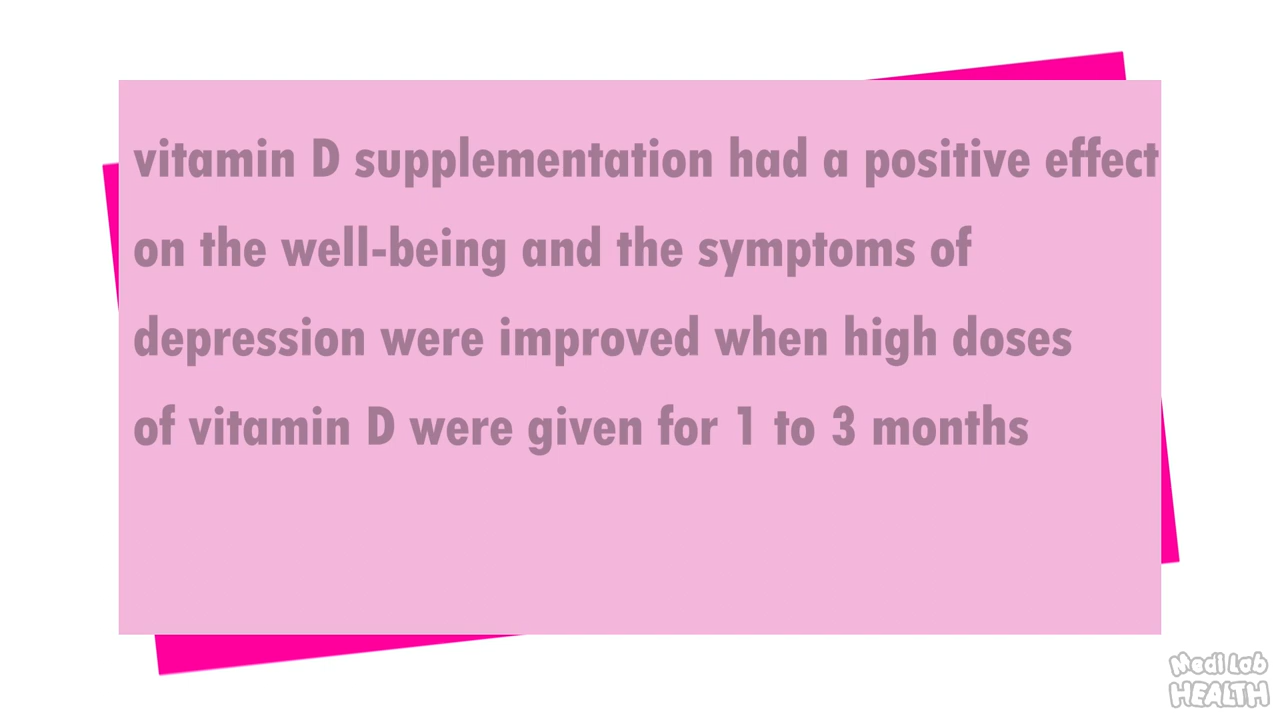 vitamin D supplementation had a positive effect
on the well-being and the symptoms of
depression were improved when high doses
of vitamin D were given for 1 to 3 months
Medi Lab
HEALTH